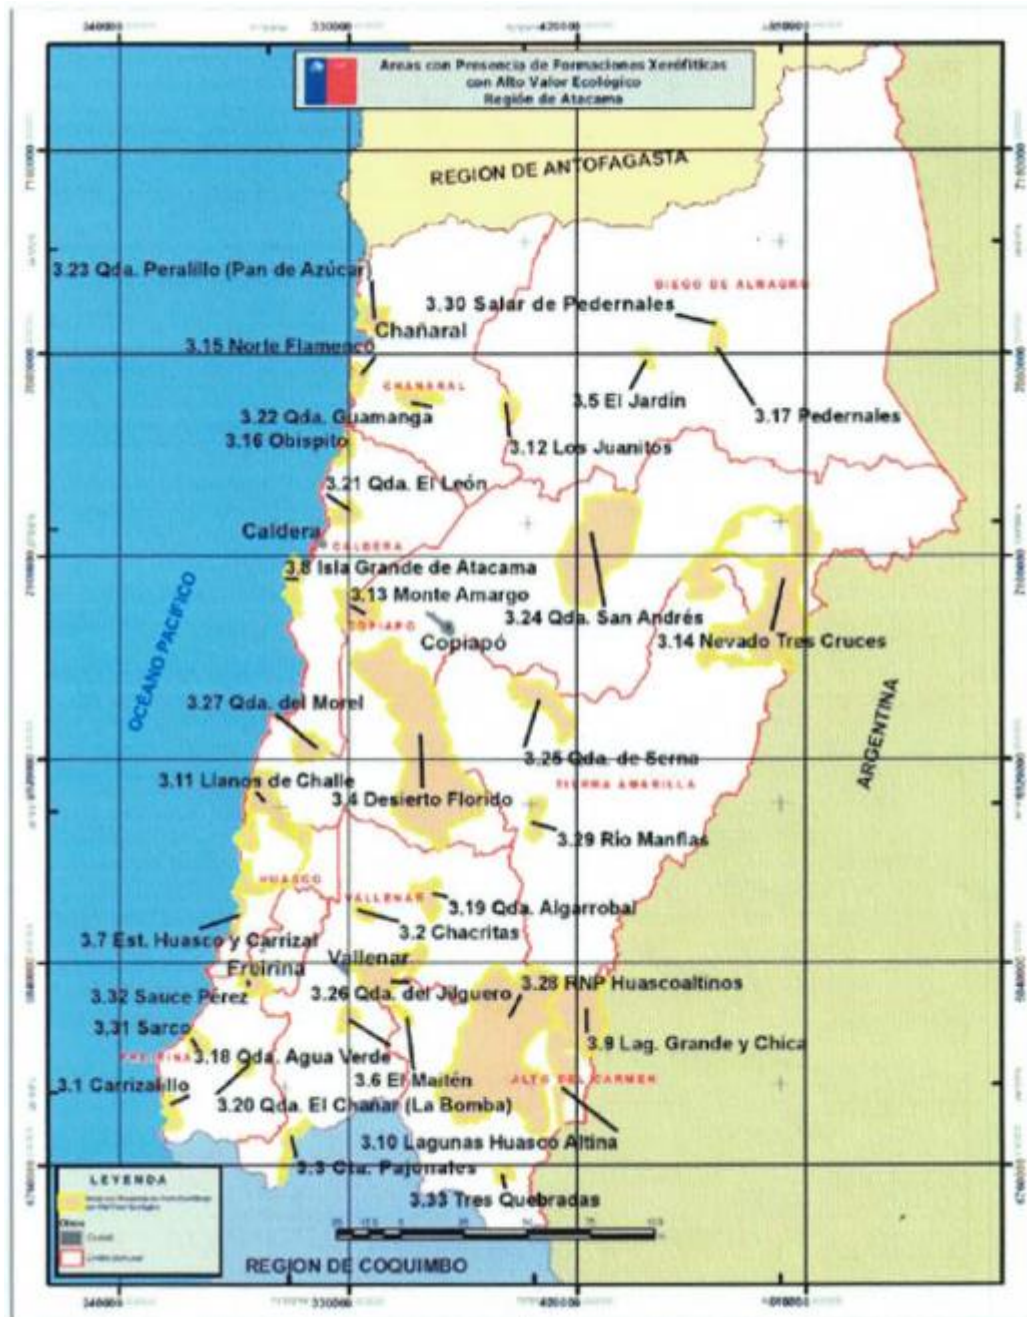 Areas con Presencia de Formaciones Xerófiticas
con Alto Valor Ecológico
Región de Atacama
REGION DE ANTOFAGASTA
3.23 Qda. Peralillo (Pan de Azúcar)
DIEGO DE ALMAGRO
3.30 Salar de Pedernales
Chañaral
3.15 Norte Flamenco
CHAÑARAL
3.5 El Jardín
3.17 Pedernales
3.22 Qda. Guamanga
3.16 Obispito
3.12 Los Juanitos
3.21 Qda. El León
Caldera
CALDERA
3.8 Isla Grande de Atacama
3.13 Monte Amargo
COPIAPO
Copiapó
3.24 Qda. San Andrés
3.14 Nevado Tres Cruces
OCÉANO PACIFICO
ARGENTINA
3.27 Qda. del Morel
3.25 Qda. de Serna
3.11 Llanos de Challe
3.4 Desierto Florido
TIERRA AMARILLA
3.29 Río Manflas
HUASCO
VALLENAR
3.19 Qda. Algarrobal
3.2 Chacritas
3.7 Est. Huasco y Carrizal
Freirina
Vallenar
3.28 RNP Huascoaltinos
3.32 Sauce Pérez
3.26 Qda. del Jilguero
3.31 Sarco
3.9 Lag. Grande y Chica
FREIRINA
3.18 Qda. Agua Verde
3.6 El Maitén
ALTO DEL CARMEN
3.1 Carrizalillo
3.20 Qda. El Chañar (La Bomba)
3.10 Lagunas Huasco Altina
3.3 Cta. Pajonales
3.33 Tres Quebradas
LEYENDA
Ciudad
REGION DE COQUIMBO